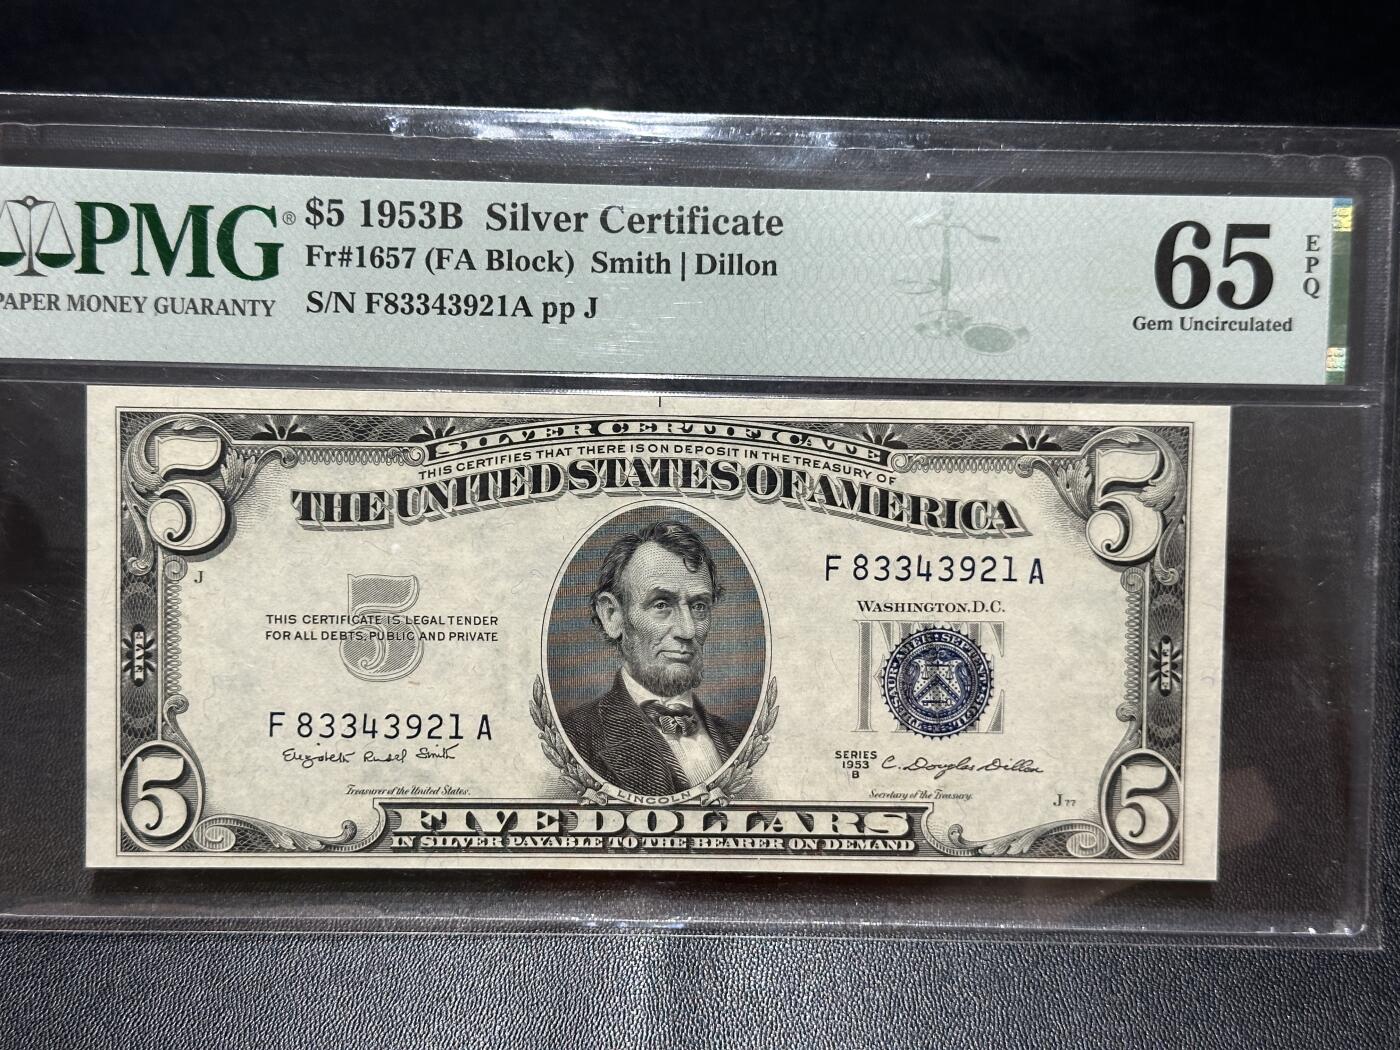 PMG®
PAPER MONEY GUARANTY
$5 1953B Silver Certificate
Fr#1657 (FA Block) Smith | Dillon
S/N F83343921A pp J
65
EPQ
Gem Uncirculated
SILVER CERTIFICATE
THIS CERTIFIES THAT THERE IS ON DEPOSIT IN THE TREASURY OF
THE UNITED STATES OF AMERICA
5
5
J
5
THIS CERTIFICATE IS LEGAL TENDER
FOR ALL DEBTS, PUBLIC AND PRIVATE
F 83343921 A
WASHINGTON, D.C.
FIVE
FIVE
FIVE
F 83343921 A
Elizabeth Rudel Smith
Treasurer of the United States.
SERIES
1953
B
C. Douglas Dillon
Secretary of the Treasury.
J 77
LINCOLN
5
5
FIVE DOLLARS
IN SILVER PAYABLE TO THE BEARER ON DEMAND